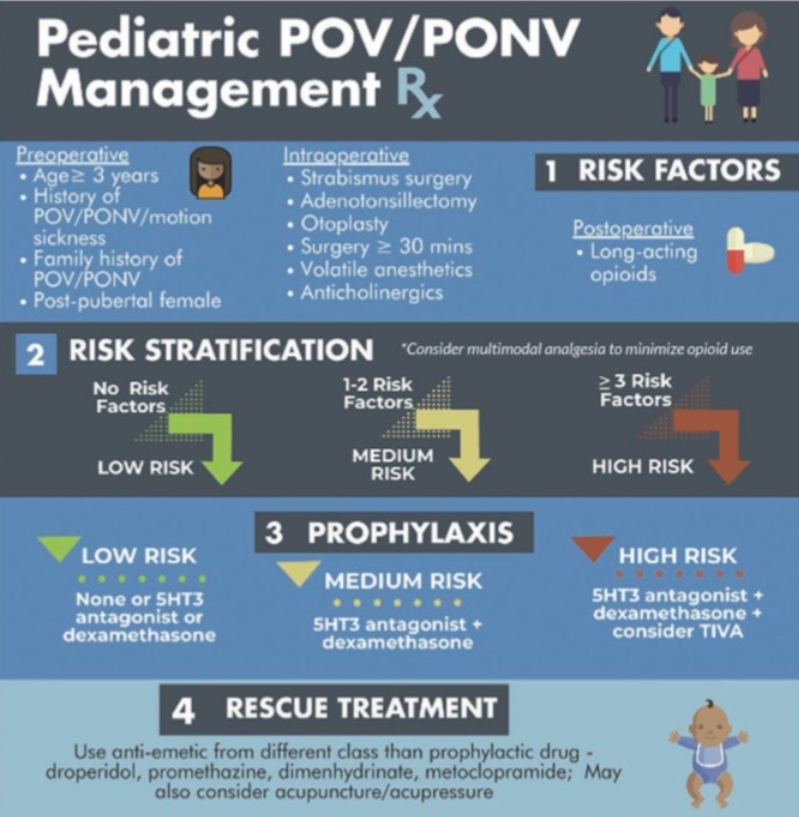 Pediatric POV/PONV
Management Rx
Preoperative
• Age≥ 3 years
• History of
POV/PONV/motion
sickness
• Family history of
POV/PONV
• Post-pubertal female
Intraoperative
• Strabismus surgery
• Adenotonsillectomy
• Otoplasty
• Surgery ≥ 30 mins
• Volatile anesthetics
• Anticholinergics
1 RISK FACTORS
Postoperative
• Long-acting
opioids
2 RISK STRATIFICATION *Consider multimodal analgesia to minimize opioid use
No Risk
Factors
LOW RISK
1-2 Risk
Factors
MEDIUM
RISK
≥ 3 Risk
Factors
HIGH RISK
3 PROPHYLAXIS
LOW RISK
None or 5HT3
antagonist or
dexamethasone
MEDIUM RISK
5HT3 antagonist +
dexamethasone
HIGH RISK
5HT3 antagonist +
dexamethasone +
consider TIVA
4 RESCUE TREATMENT
Use anti-emetic from different class than prophylactic drug -
droperidol, promethazine, dimenhydrinate, metoclopramide; May
also consider acupuncture/acupressure